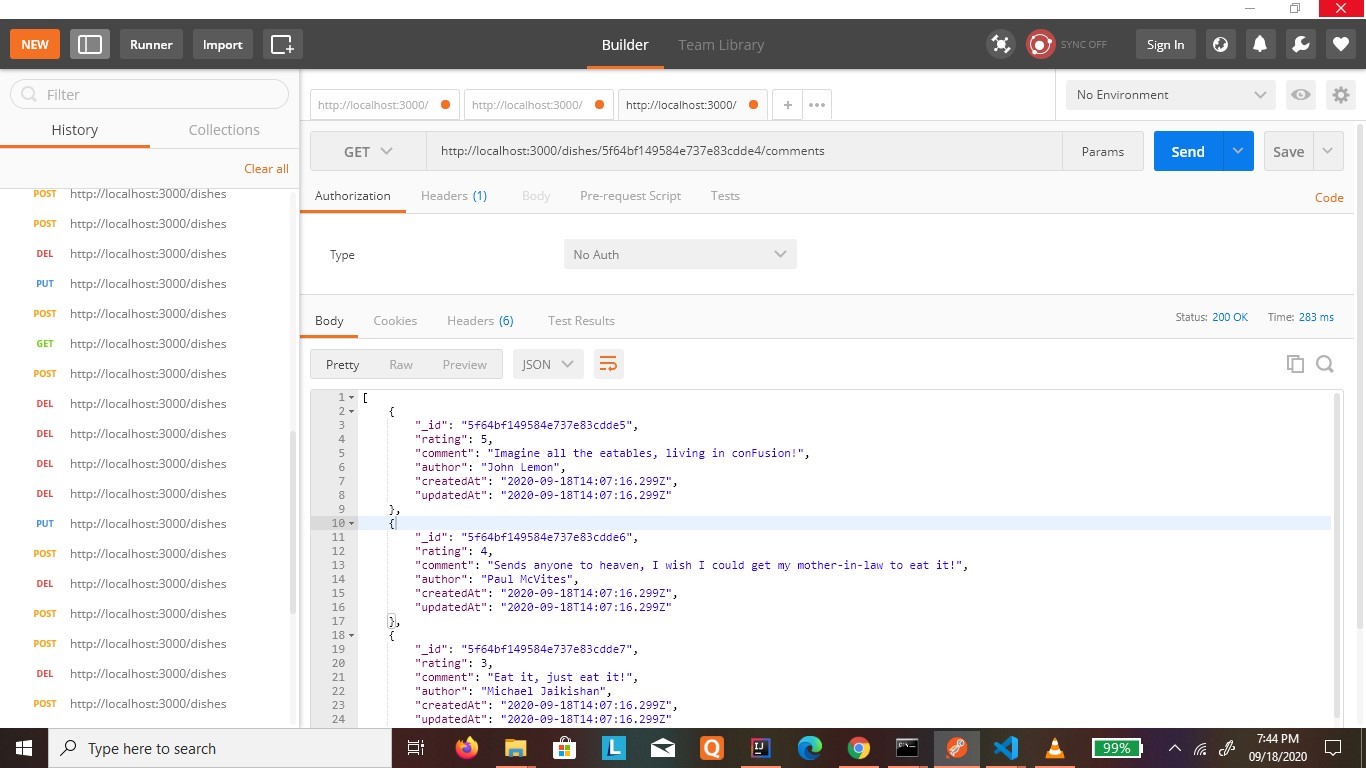 NEW
Runner
Import
Builder
Team Library
SYNC OFF
Sign In
Filter
History
Collections
Clear all
POST http://localhost:3000/dishes
POST http://localhost:3000/dishes
DEL http://localhost:3000/dishes
PUT http://localhost:3000/dishes
POST http://localhost:3000/dishes
GET http://localhost:3000/dishes
POST http://localhost:3000/dishes
DEL http://localhost:3000/dishes
DEL http://localhost:3000/dishes
DEL http://localhost:3000/dishes
DEL http://localhost:3000/dishes
PUT http://localhost:3000/dishes
POST http://localhost:3000/dishes
DEL http://localhost:3000/dishes
POST http://localhost:3000/dishes
POST http://localhost:3000/dishes
DEL http://localhost:3000/dishes
POST http://localhost:3000/dishes
http://localhost:3000/
http://localhost:3000/
http://localhost:3000/
No Environment
GET http://localhost:3000/dishes/5f64bf149584e737e83cdde4/comments Params Send Save
Authorization Headers (1) Body Pre-request Script Tests Code
Type No Auth
Body Cookies Headers (6) Test Results Status: 200 OK Time: 283 ms
Pretty Raw Preview JSON
1 [
2 {
3 "_id": "5f64bf149584e737e83cdde5",
4 "rating": 5,
5 "comment": "Imagine all the eatables, living in conFusion!",
6 "author": "John Lemon",
7 "createdAt": "2020-09-18T14:07:16.299Z",
8 "updatedAt": "2020-09-18T14:07:16.299Z"
9 },
10 {
11 "_id": "5f64bf149584e737e83cdde6",
12 "rating": 4,
13 "comment": "Sends anyone to heaven, I wish I could get my mother-in-law to eat it!",
14 "author": "Paul McVites",
15 "createdAt": "2020-09-18T14:07:16.299Z",
16 "updatedAt": "2020-09-18T14:07:16.299Z"
17 },
18 {
19 "_id": "5f64bf149584e737e83cdde7",
20 "rating": 3,
21 "comment": "Eat it, just eat it!",
22 "author": "Michael Jaikishan",
23 "createdAt": "2020-09-18T14:07:16.299Z",
24 "updatedAt": "2020-09-18T14:07:16.299Z"
Type here to search
L
Q
IJ
99%
7:44 PM
09/18/2020